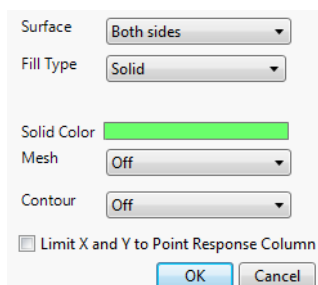 Surface Both sides
Fill Type Solid
Solid Color
Mesh Off
Contour Off
Limit X and Y to Point Response Column
OK Cancel